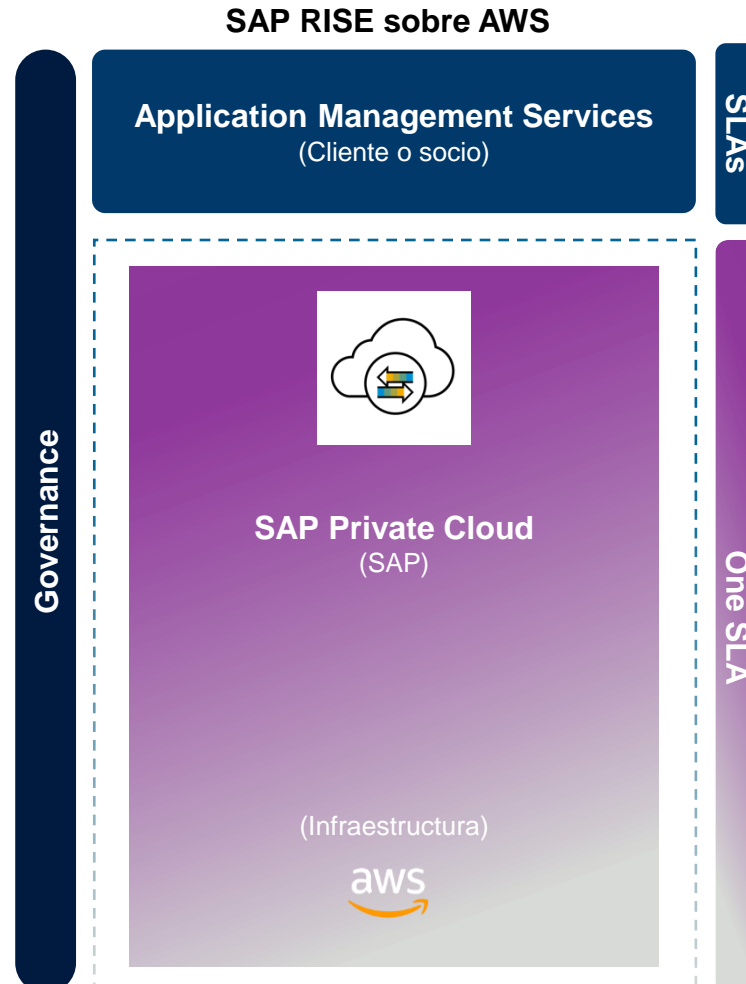 SAP RISE sobre AWS
Governance
Application Management Services
(Cliente o socio)
SLAs
SAP Private Cloud
(SAP)
One SLA
(Infraestructura)
aws